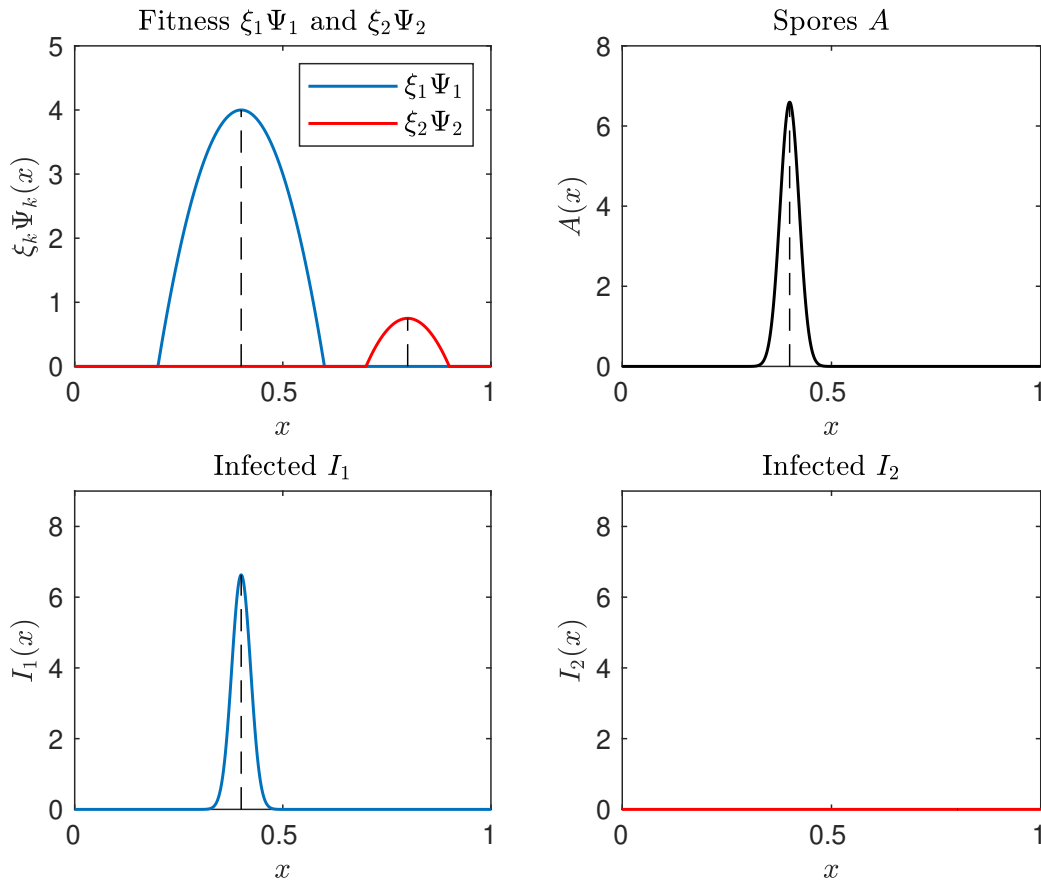 Fitness ξ₁Ψ₁ and ξ₂Ψ₂
5
4
3
2
1
0
ξₖΨₖ(x)
ξ₁Ψ₁
ξ₂Ψ₂
0
0.5
1
x
Spores A
8
6
4
2
0
A(x)
0
0.5
1
x
Infected I₁
8
6
4
2
0
I₁(x)
0
0.5
1
x
Infected I₂
8
6
4
2
0
I₂(x)
0
0.5
1
x